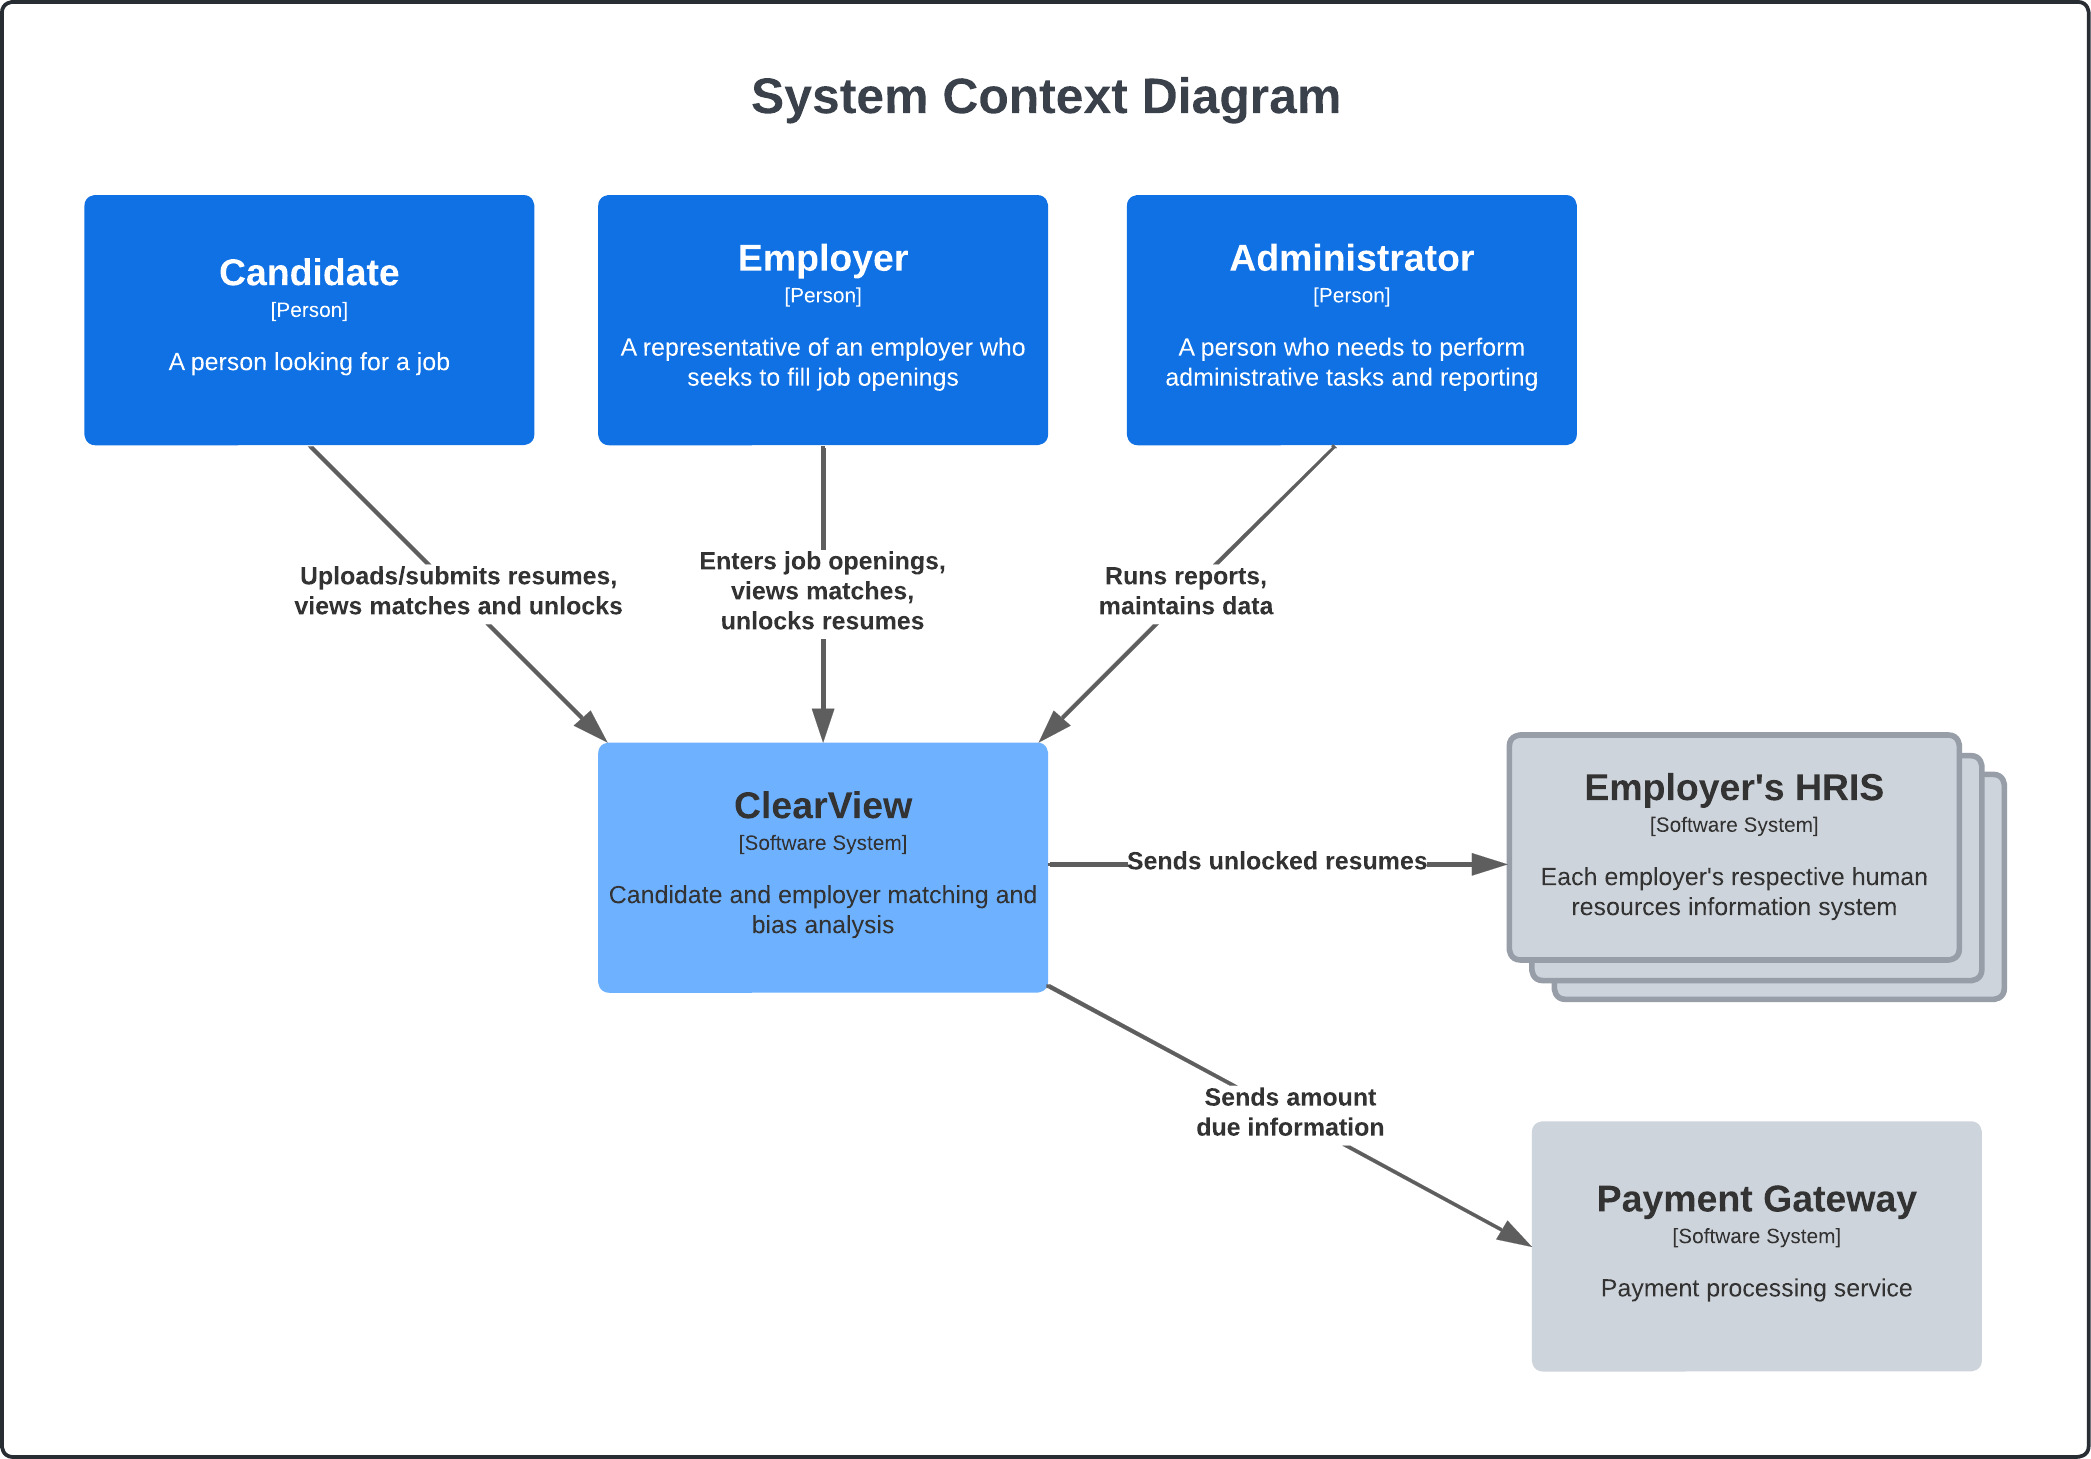 System Context Diagram
Candidate
[Person]
A person looking for a job
Employer
[Person]
A representative of an employer who
seeks to fill job openings
Administrator
[Person]
A person who needs to perform
administrative tasks and reporting
Uploads/submits resumes,
views matches and unlocks
Enters job openings,
views matches,
unlocks resumes
Runs reports,
maintains data
ClearView
[Software System]
Candidate and employer matching and
bias analysis
Sends unlocked resumes
Employer's HRIS
[Software System]
Each employer's respective human
resources information system
Sends amount
due information
Payment Gateway
[Software System]
Payment processing service